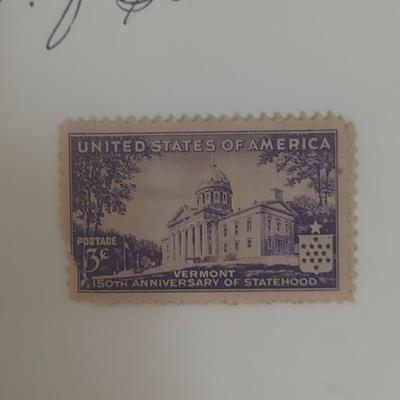 UNITED STATES OF AMERICA
POSTAGE
3¢
VERMONT
150TH ANNIVERSARY OF STATEHOOD